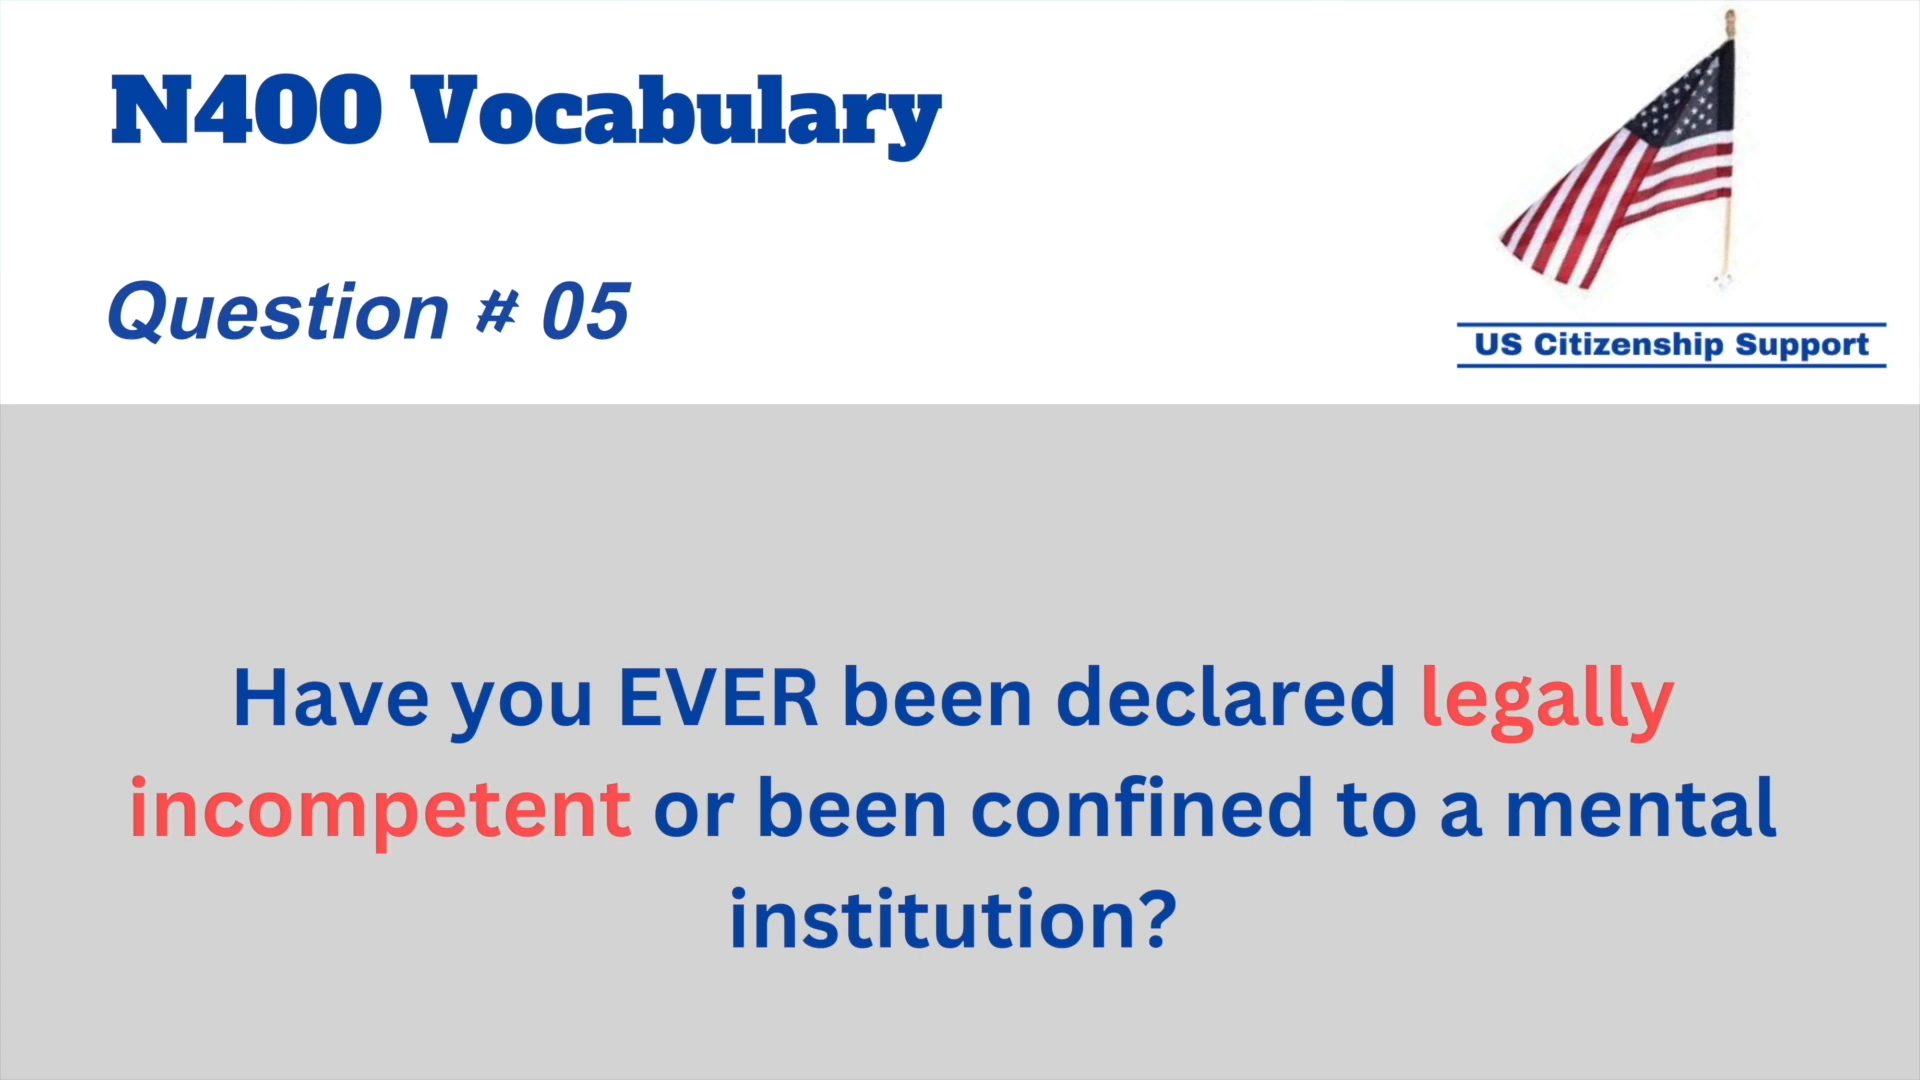 N400 Vocabulary
Question # 05
US Citizenship Support
Have you EVER been declared legally
incompetent or been confined to a mental
institution?